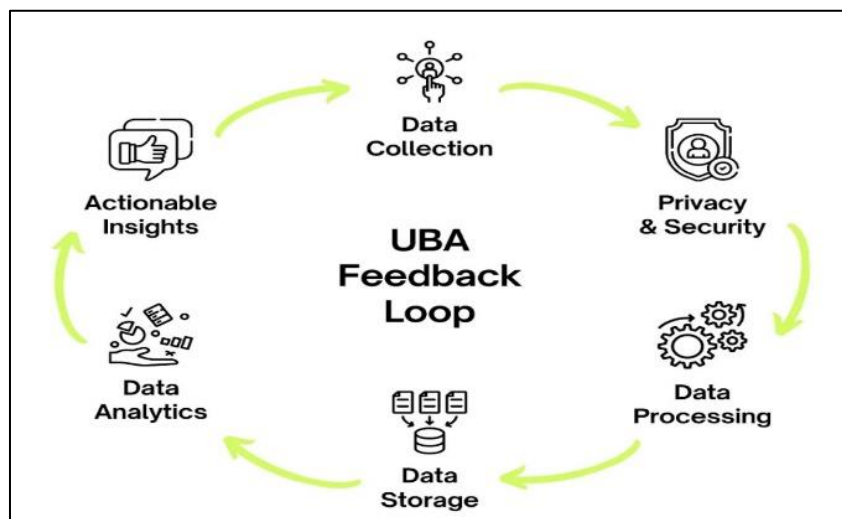 Data
Collection
Privacy
& Security
Data
Processing
Data
Storage
Data
Analytics
Actionable
Insights
UBA
Feedback
Loop